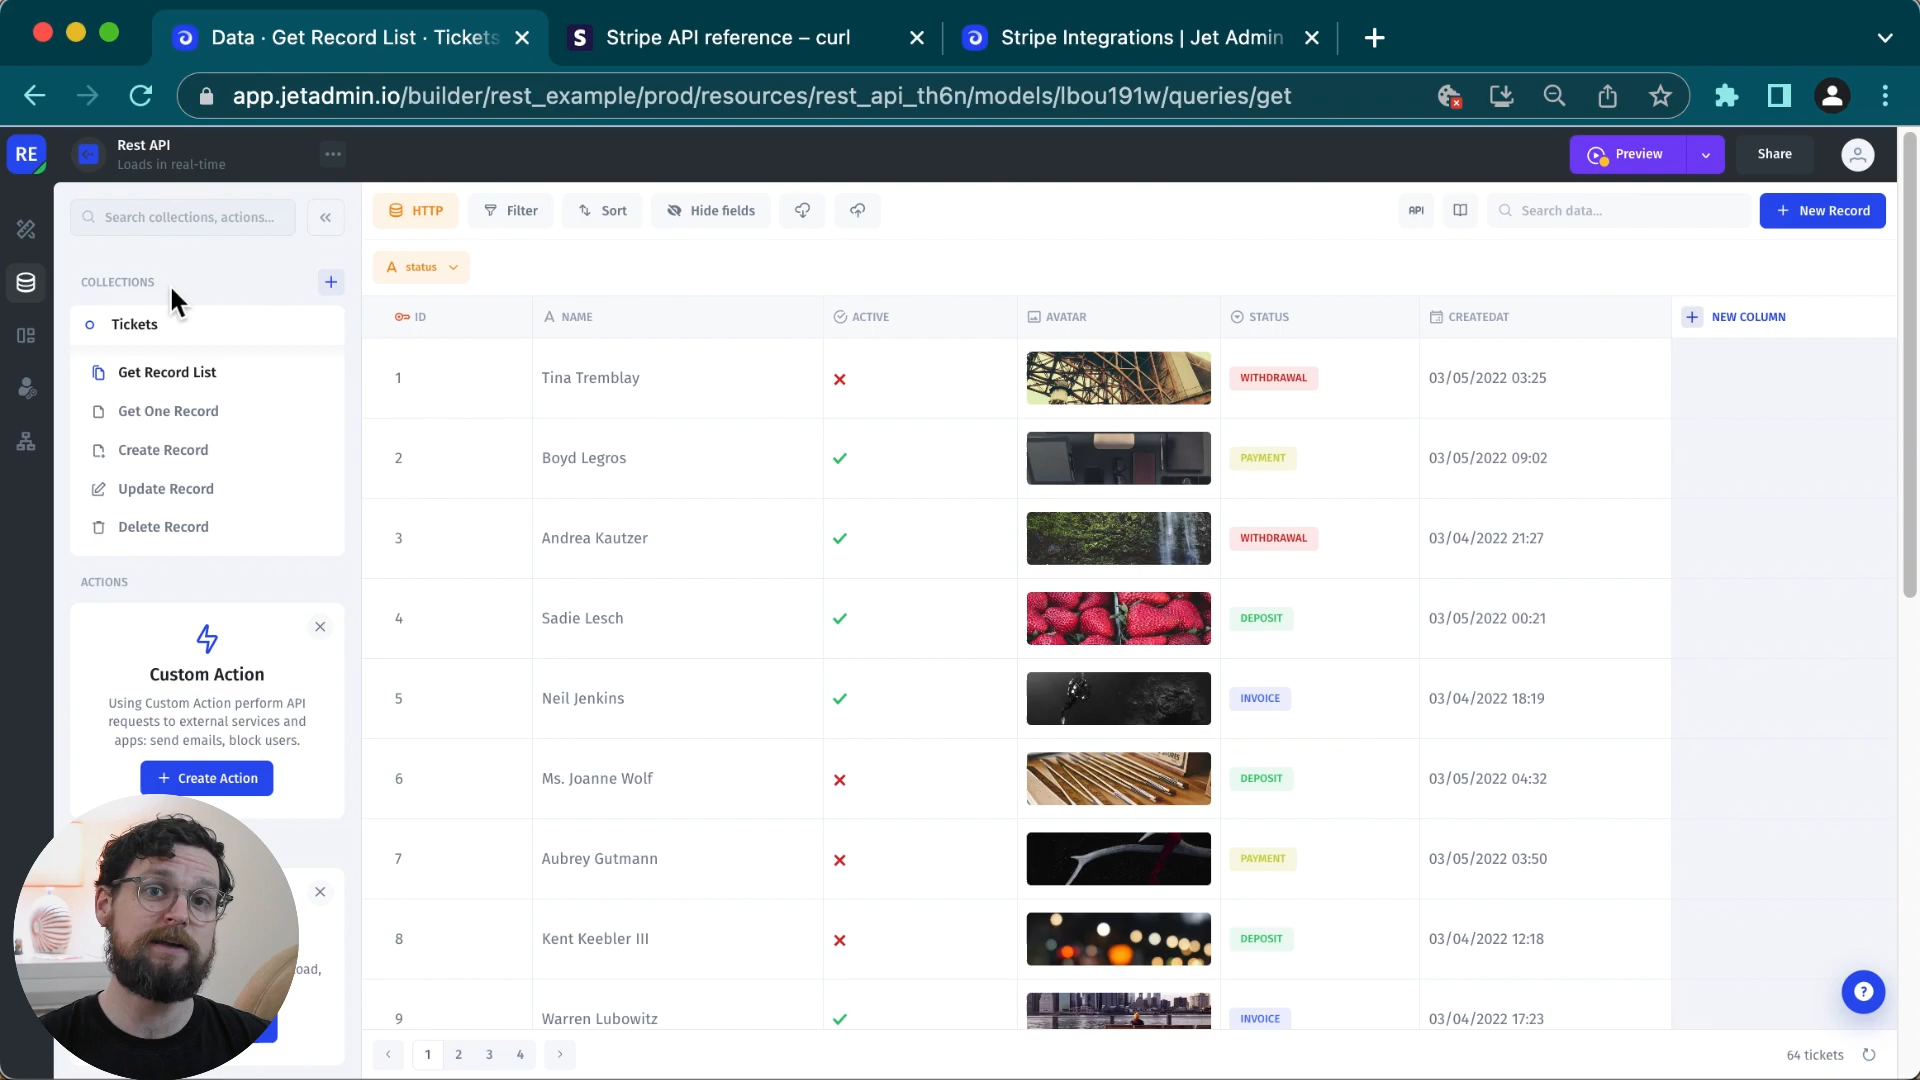 Data · Get Record List · Tickets
Stripe API reference – curl
Stripe Integrations | Jet Admin
app.jetadmin.io/builder/rest_example/prod/resources/rest_api_th6n/models/lbou191w/queries/get
RE
Rest API
Loads in real-time
Preview
Share
Search collections, actions...
HTTP
Filter
Sort
Hide fields
API
Search data...
New Record
status
COLLECTIONS
Tickets
Get Record List
Get One Record
Create Record
Update Record
Delete Record
ACTIONS
Custom Action
Using Custom Action perform API
requests to external services and
apps: send emails, block users.
Create Action
oad,
ID NAME ACTIVE AVATAR STATUS CREATEDAT NEW COLUMN
1 Tina Tremblay WITHDRAWAL 03/05/2022 03:25
2 Boyd Legros PAYMENT 03/05/2022 09:02
3 Andrea Kautzer WITHDRAWAL 03/04/2022 21:27
4 Sadie Lesch DEPOSIT 03/05/2022 00:21
5 Neil Jenkins INVOICE 03/04/2022 18:19
6 Ms. Joanne Wolf DEPOSIT 03/05/2022 04:32
7 Aubrey Gutmann PAYMENT 03/05/2022 03:50
8 Kent Keebler III DEPOSIT 03/04/2022 12:18
9 Warren Lubowitz INVOICE 03/04/2022 17:23
1 2 3 4
64 tickets